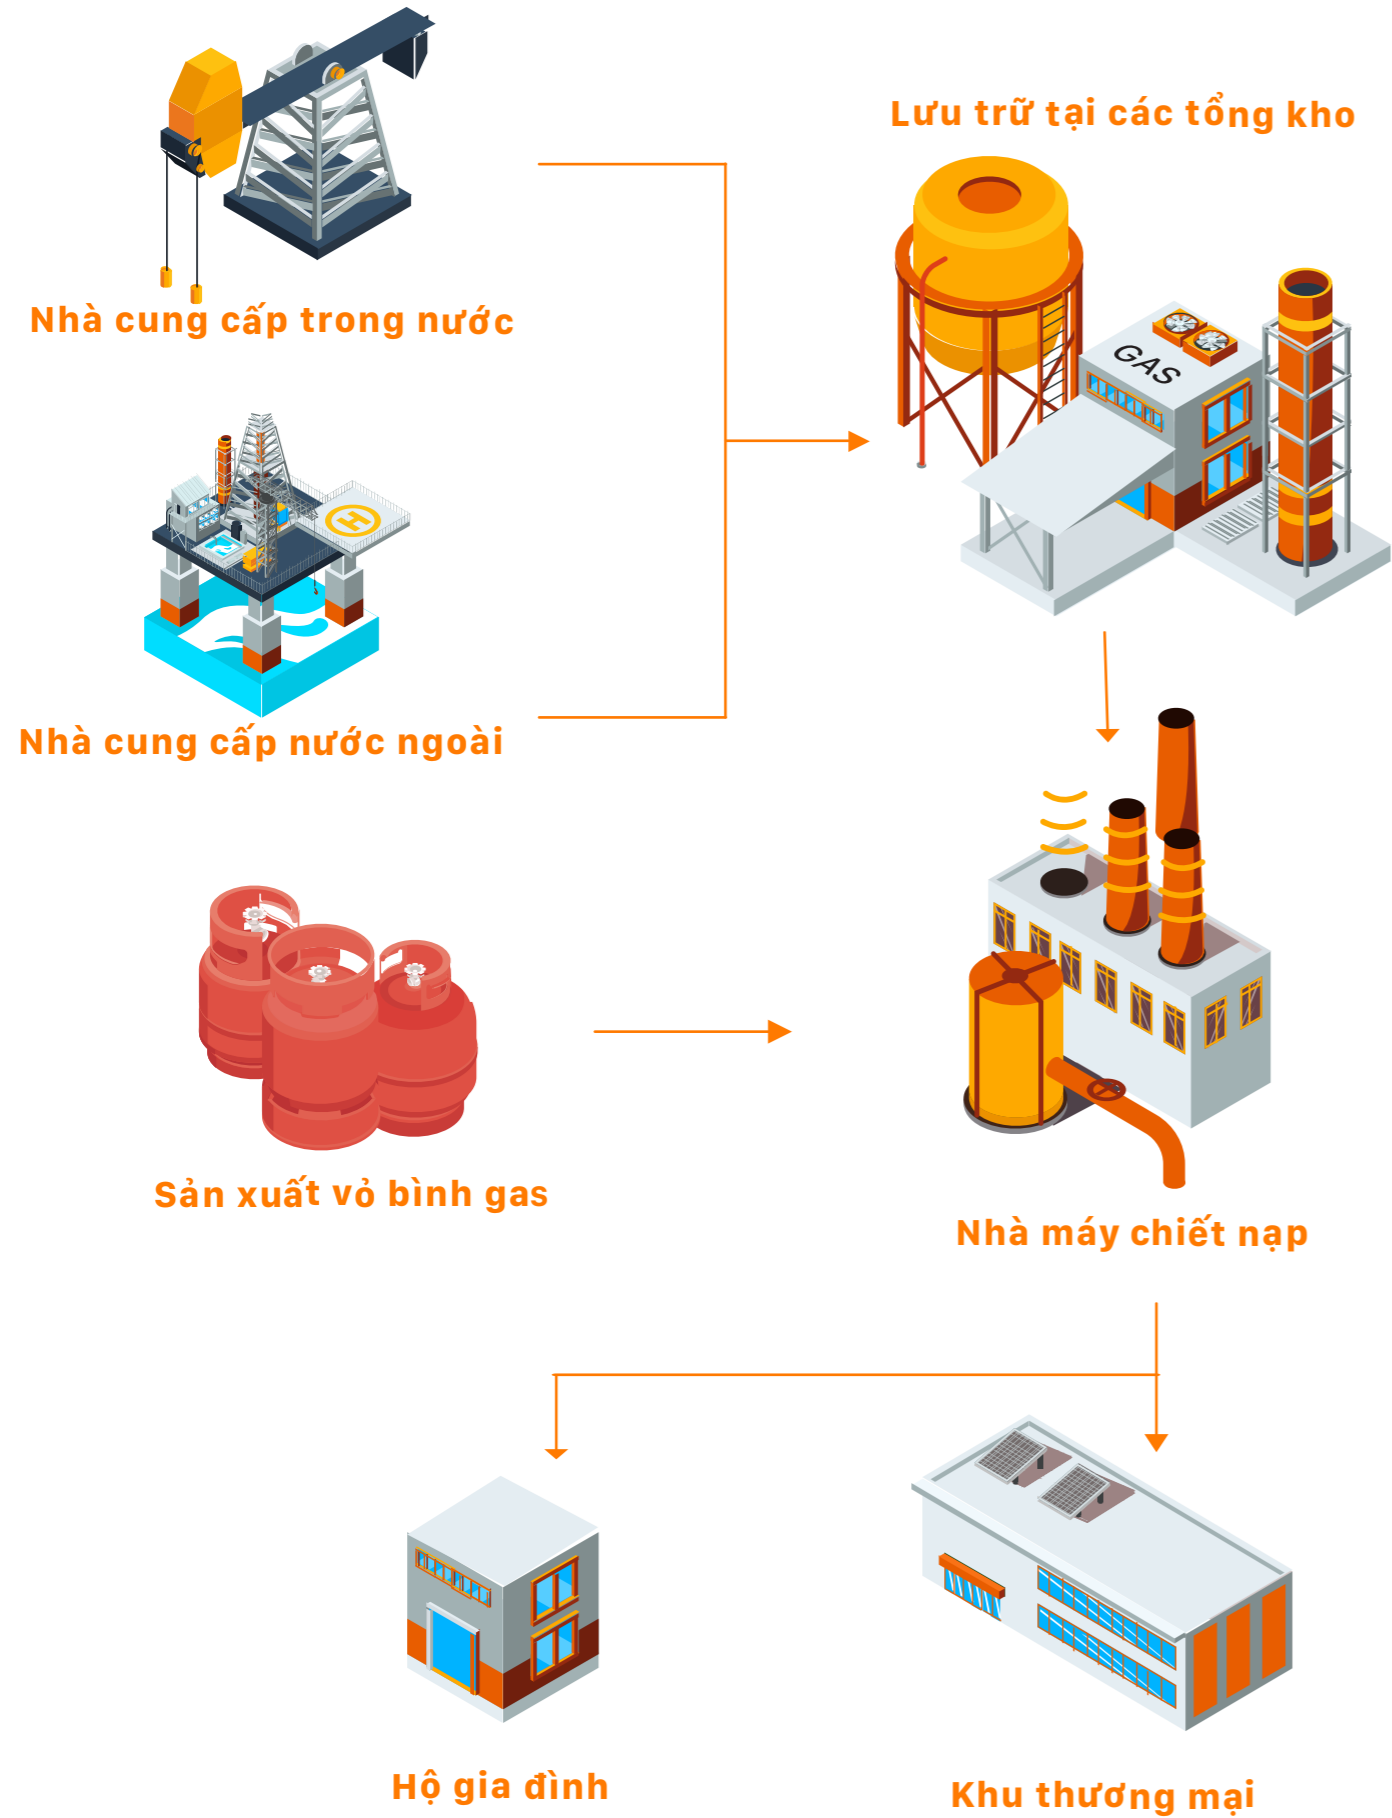 Lưu trữ tại các tổng kho
GAS
Nhà cung cấp trong nước
Nhà cung cấp nước ngoài
Sản xuất vỏ bình gas
Nhà máy chiết nạp
Hộ gia đình
Khu thương mại